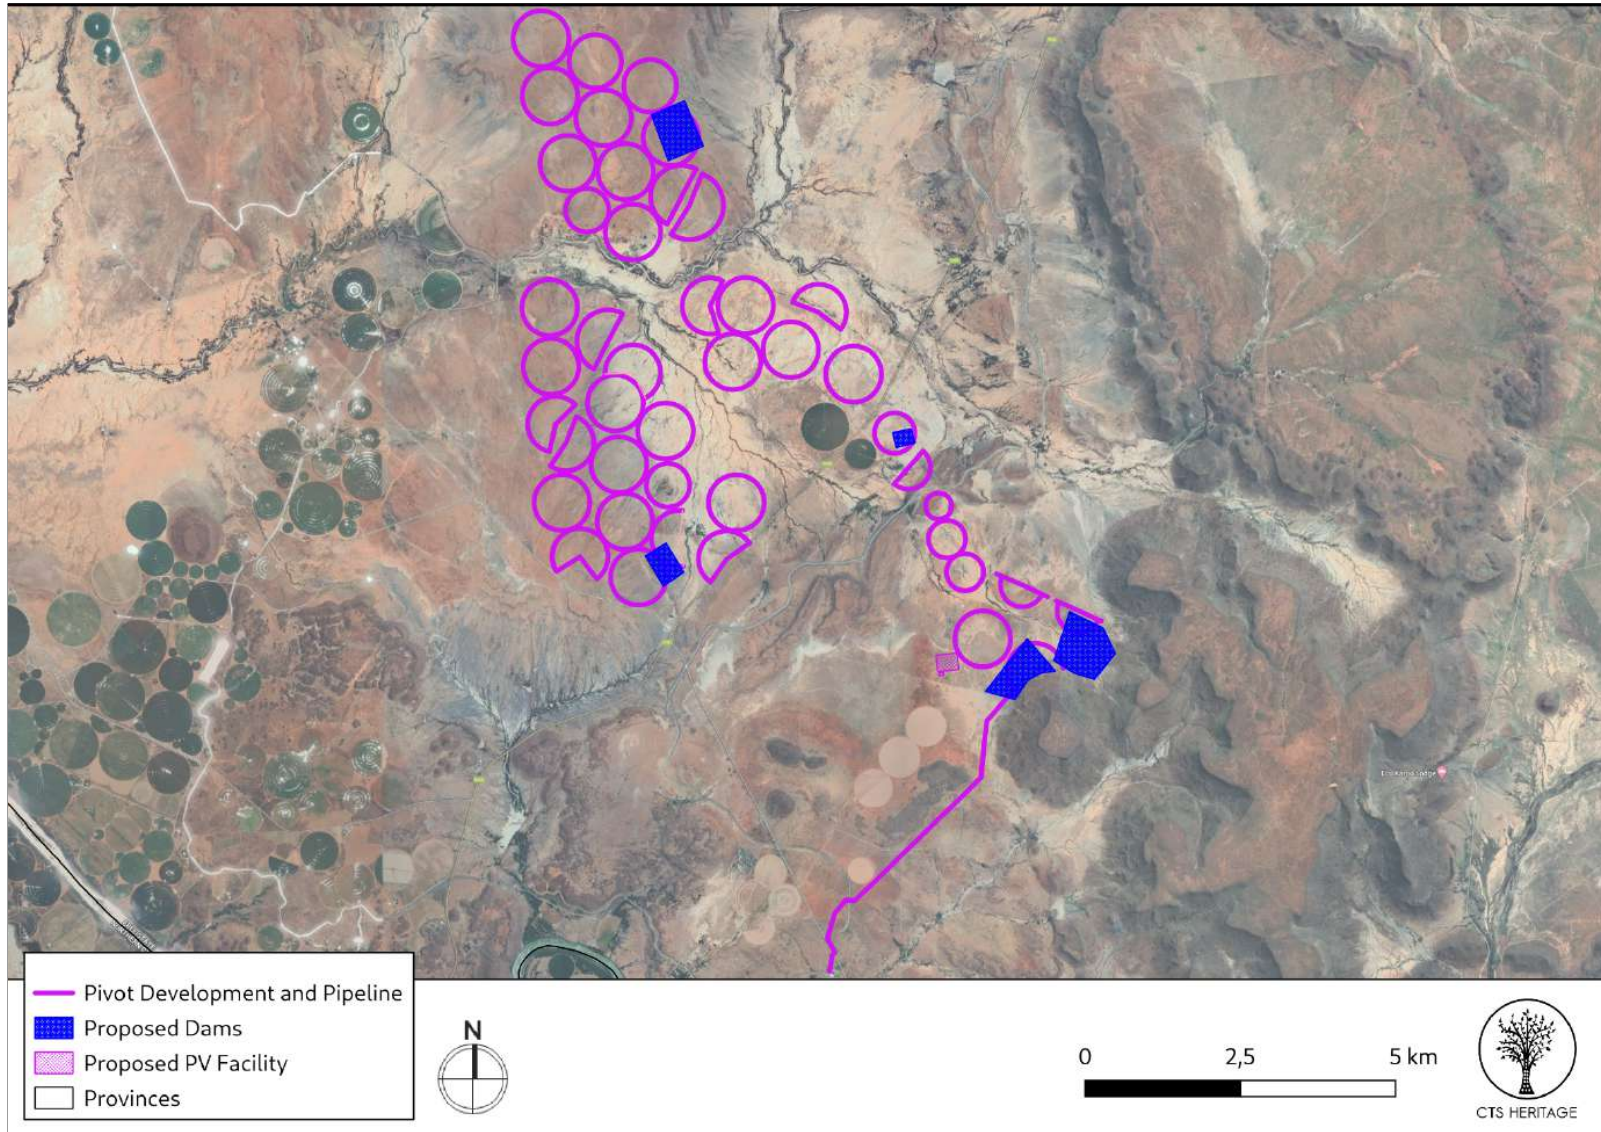 Pivot Development and Pipeline
Proposed Dams
Proposed PV Facility
Provinces
N
0 2,5 5 km
CTS HERITAGE